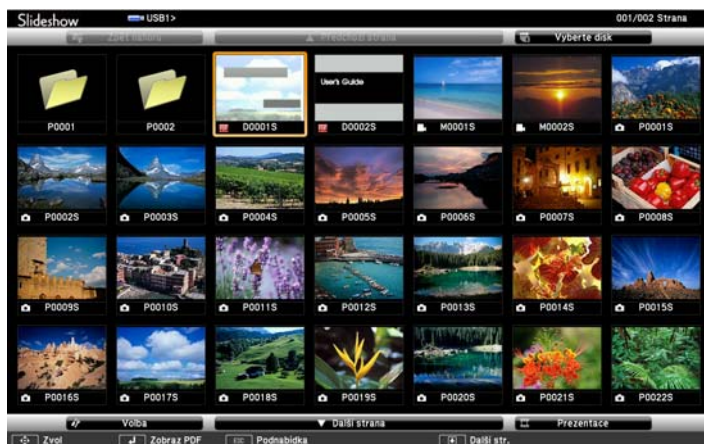 Slideshow USB1> 001/002 Strana
Zpět nahoru Předchozí strana Vyberte disk
User's Guide
P0001 P0002 D0001S D0002S M0001S M0002S P0001S
P0002S P0003S P0004S P0005S P0006S P0007S P0008S
P0009S P0010S P0011S P0012S P0013S P0014S P0015S
P0016S P0017S P0018S P0019S P0020S P0021S P0022S
Volba Další strana Prezentace
Zvol Zobraz PDF Esc Podnabídka Další str.